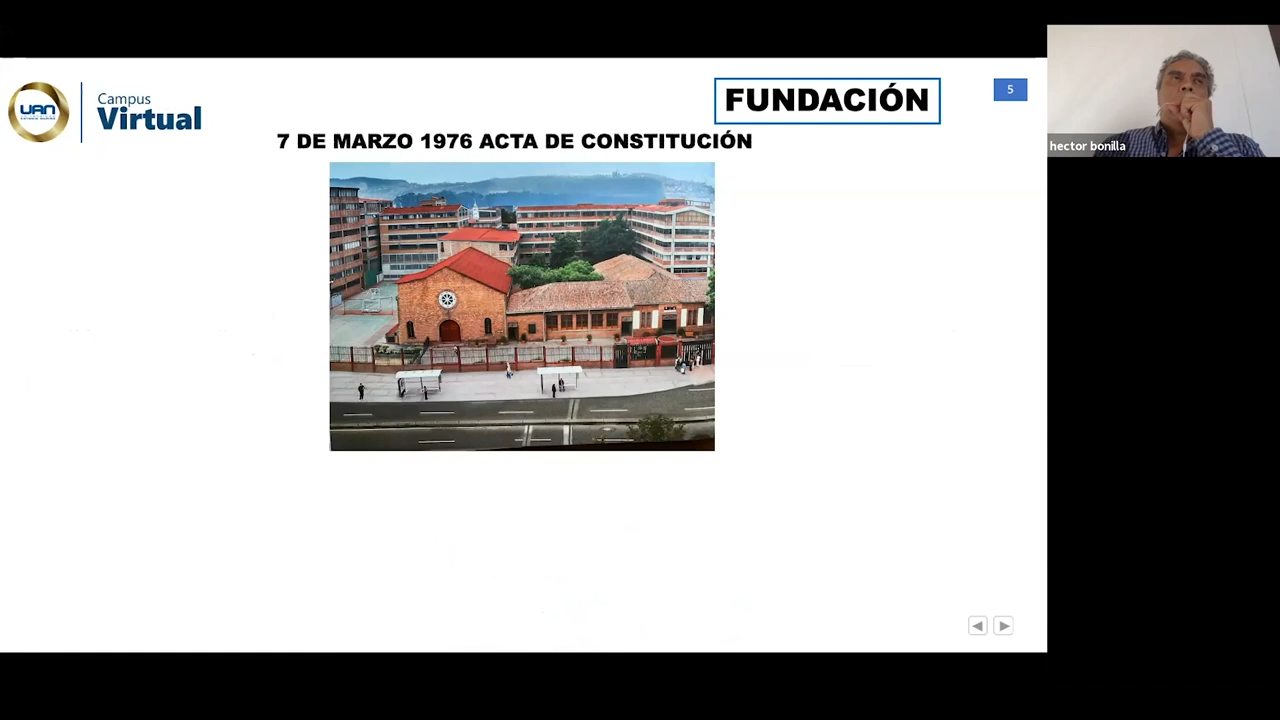 UAN
Campus
Virtual
FUNDACIÓN
5
7 DE MARZO 1976 ACTA DE CONSTITUCIÓN
hector bonilla